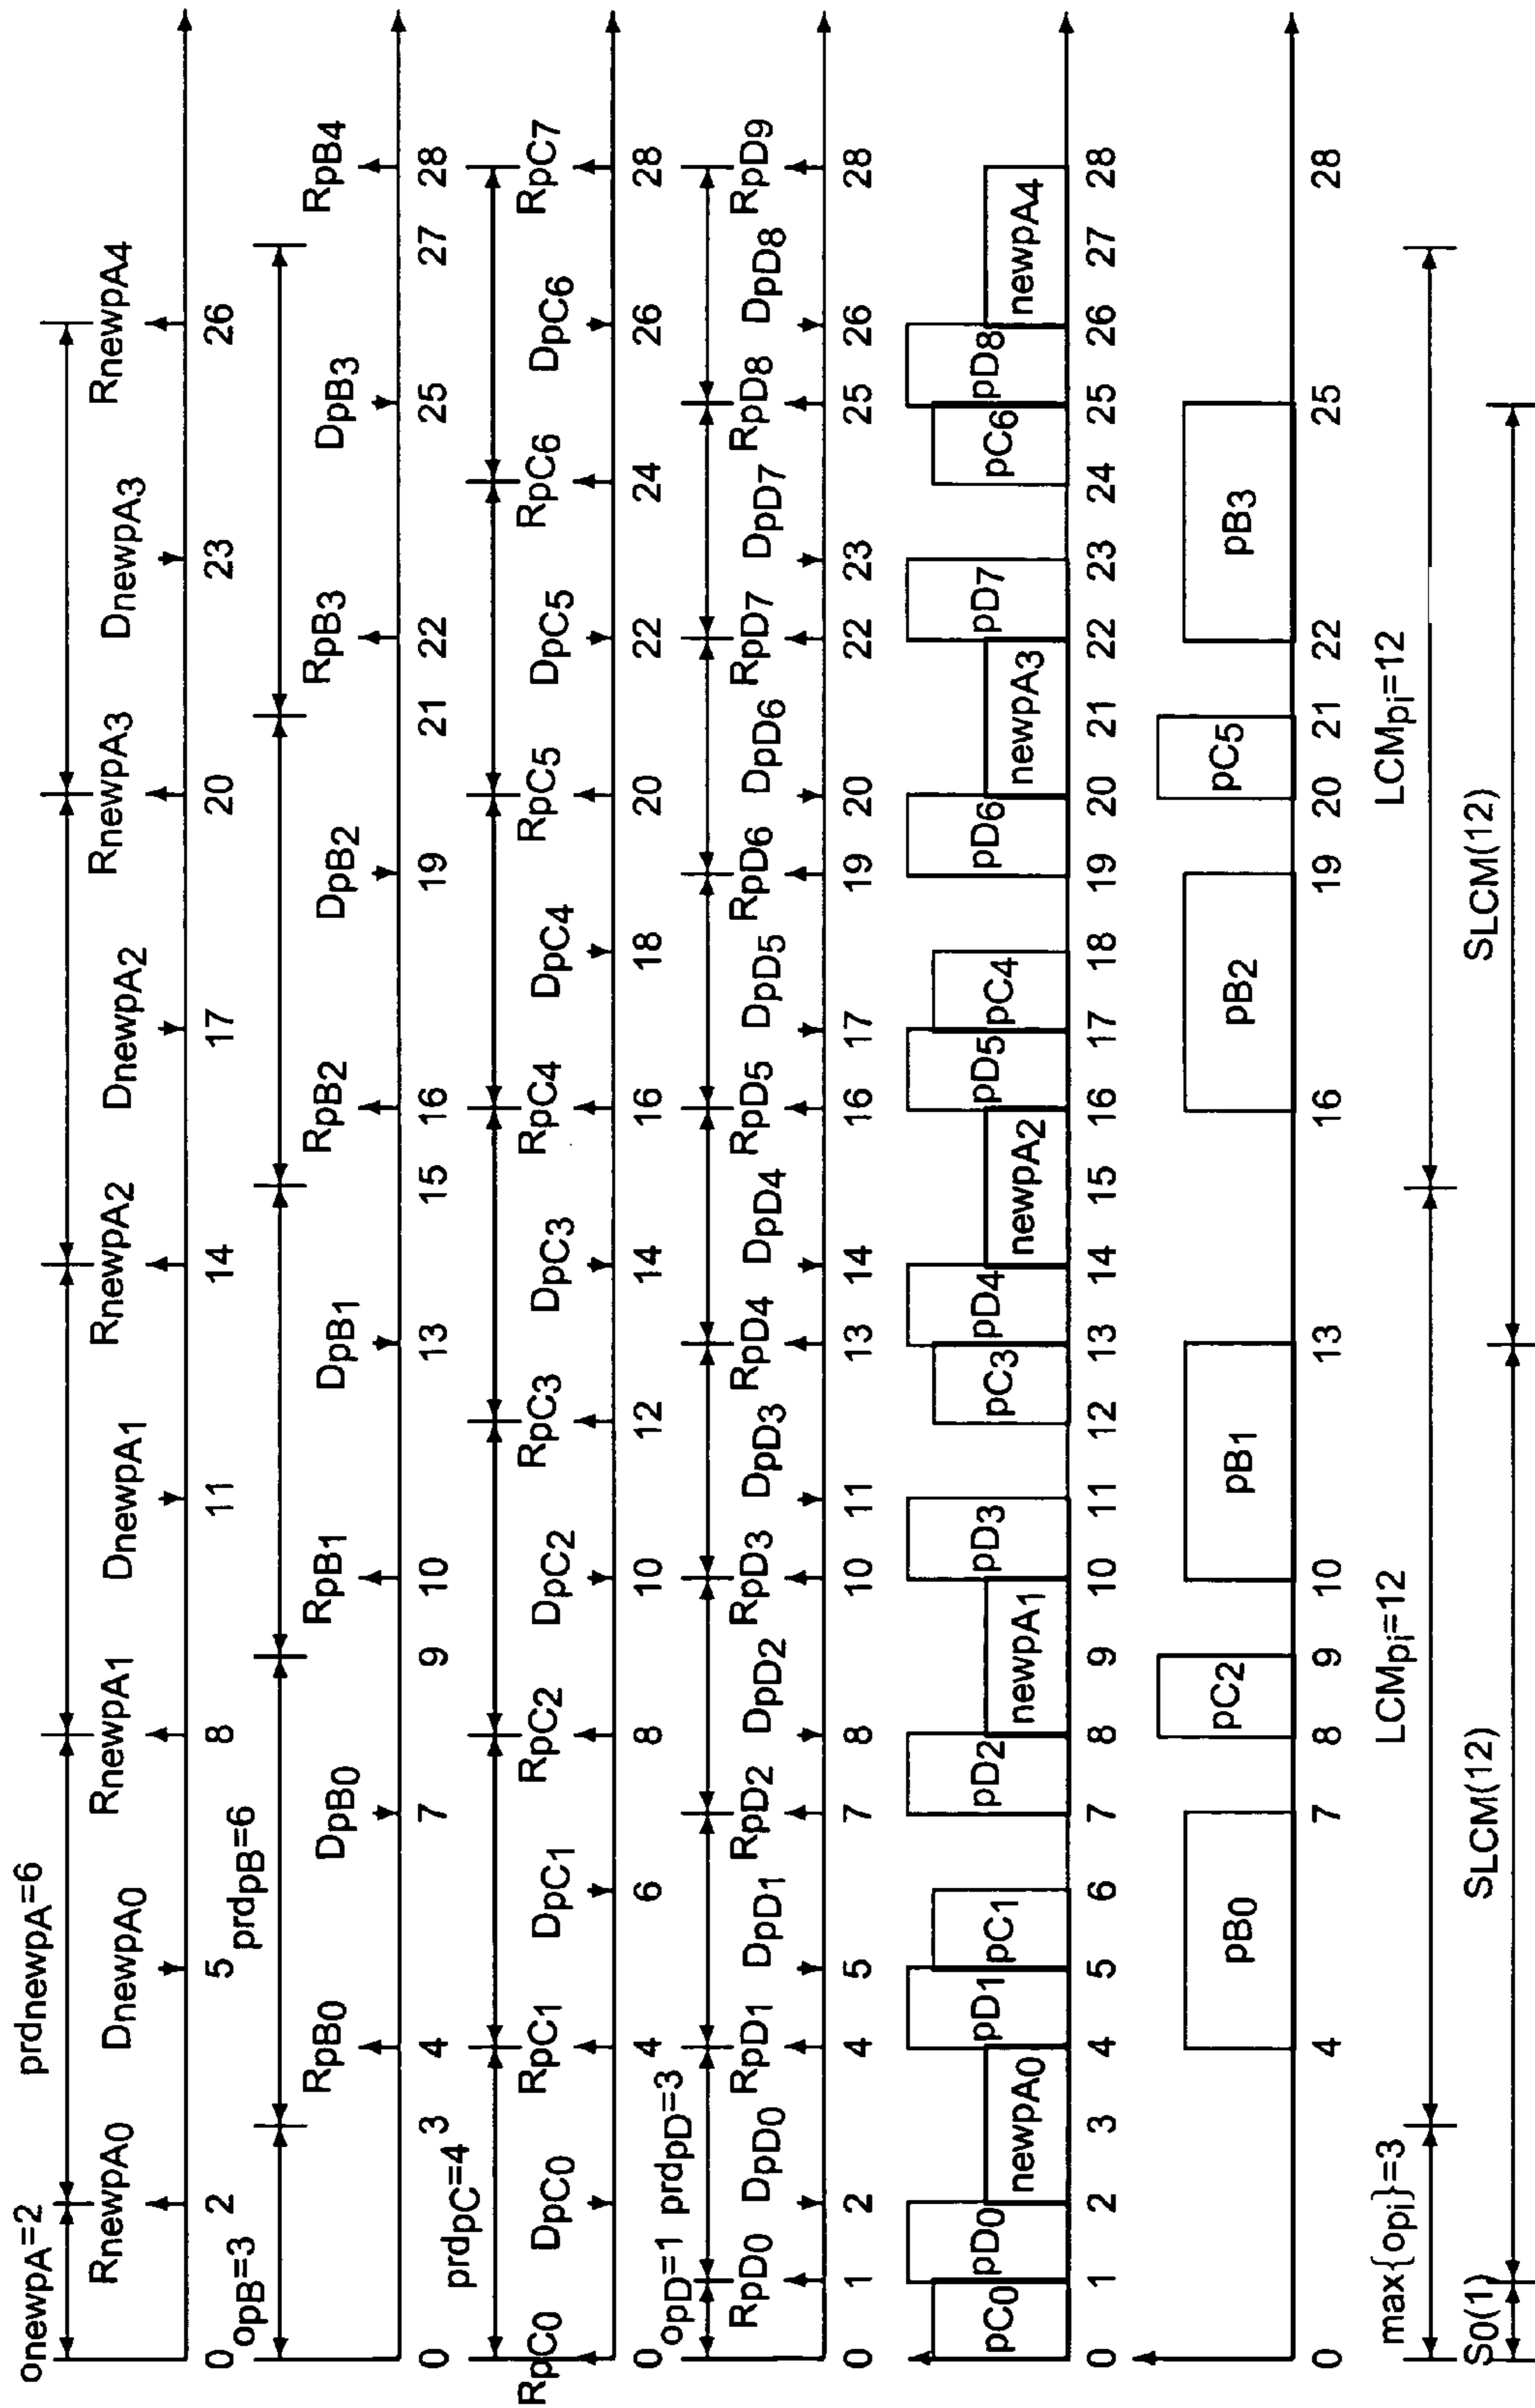 onewpA=2 prdnewpA=6
RnewpA0 DnewpA0 RnewpA1 DnewpA1 RnewpA2 DnewpA2 RnewpA3 DnewpA3 RnewpA4
0 2 5 8 11 14 17 20 23 26
opB=3 prdpB=6
RpB0 DpB0 RpB1 DpB1 RpB2 DpB2 RpB3 DpB3 RpB4
0 3 4 7 9 10 13 15 16 19 21 22 25 27 28
prdpC=4
RpC0 DpC0 RpC1 DpC1 RpC2 DpC2 RpC3 DpC3 RpC4 DpC4 RpC5 DpC5 RpC6 DpC6 RpC7
0 2 4 6 8 10 12 14 16 18 20 22 24 26 28
opD=1 prdpD=3
RpD0 DpD0 RpD1 DpD1 RpD2 DpD2 RpD3 DpD3 RpD4 DpD4 RpD5 DpD5 RpD6 DpD6 RpD7 DpD7 RpD8 DpD8 RpD9
0 1 2 4 5 7 8 10 11 13 14 16 17 19 20 22 23 25 26 28
pC0 pD0 newpA0 pD1 pC1 pD2 newpA1 pD3 pC3 pD4 newpA2 pD5 pC4 pD6 newpA3 pD7 pC6 pD8 newpA4
0 1 2 3 4 5 6 7 8 9 10 11 12 13 14 15 16 17 18 19 20 21 22 23 24 25 26 27 28
pB0 pC2 pB1 pB2 pC5 pB3
0 4 7 8 9 10 13 16 19 20 21 22 25 28
max{opi}=3 LCMpi=12 LCMpi=12
S0(1) SLCM(12) SLCM(12)